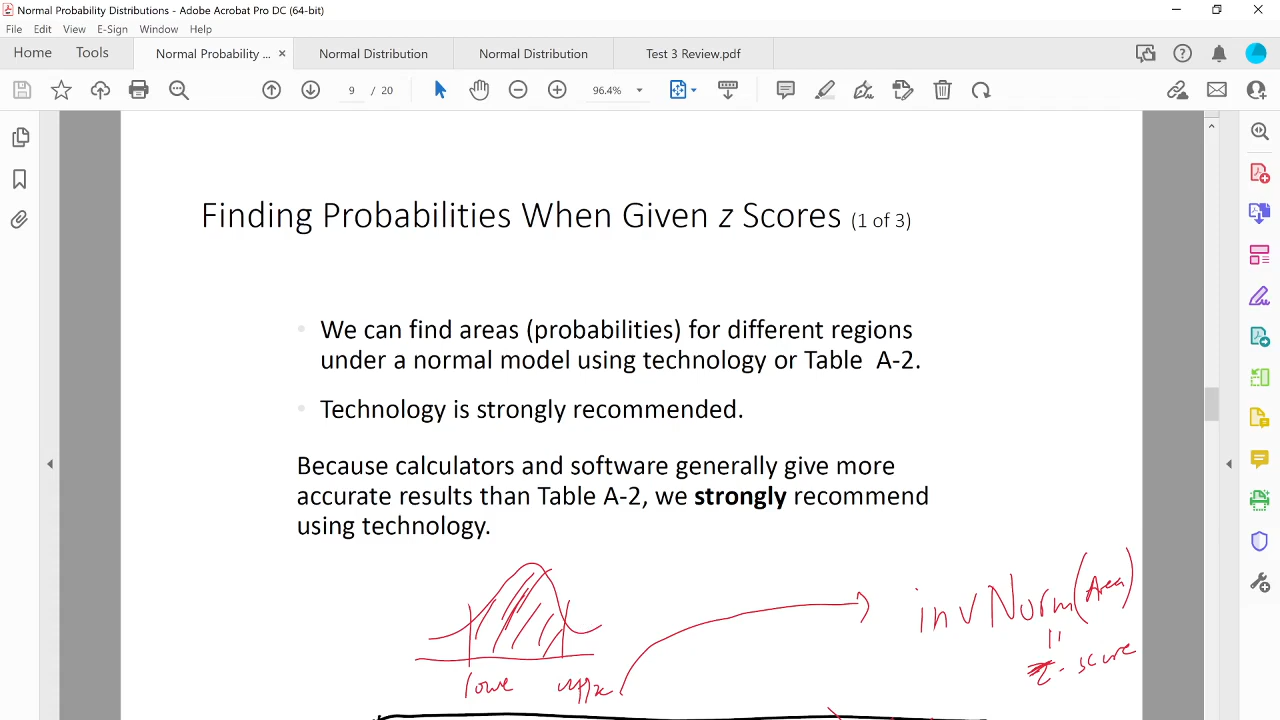 Normal Probability Distributions - Adobe Acrobat Pro DC (64-bit)
File Edit View E-Sign Window Help
Home Tools Normal Probability ... × Normal Distribution Normal Distribution Test 3 Review.pdf
9 / 20 96.4%
Finding Probabilities When Given z Scores (1 of 3)
• We can find areas (probabilities) for different regions
under a normal model using technology or Table A-2.
• Technology is strongly recommended.
Because calculators and software generally give more
accurate results than Table A-2, we strongly recommend
using technology.
invNorm(Area)
z-score
lower upper